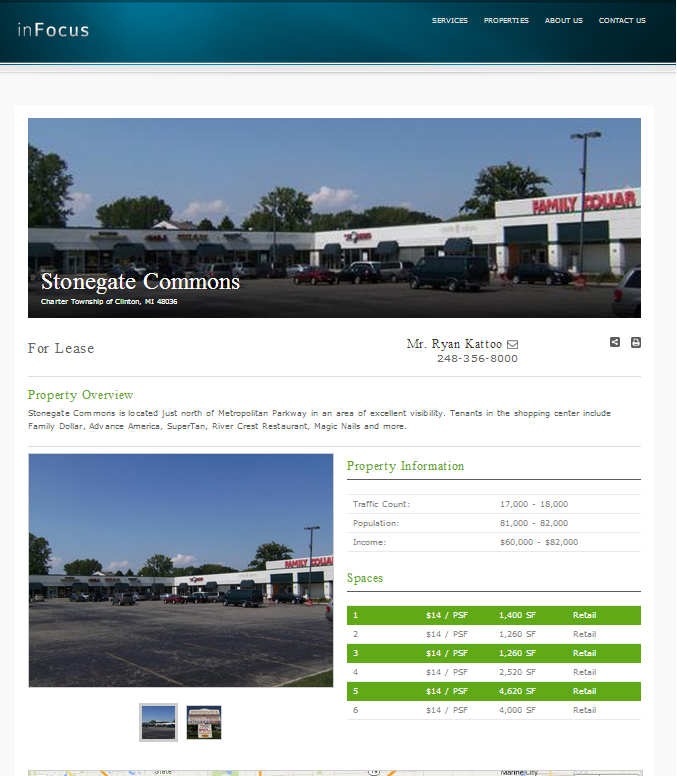 inFocus
SERVICES PROPERTIES ABOUT US CONTACT US
FAMILY DOLLAR
Stonegate Commons
Charter Township of Clinton, MI 48036
For Lease
Mr. Ryan Kattoo
248-356-8000
Property Overview
Stonegate Commons is located just north of Metropolitan Parkway in an area of excellent visibility. Tenants in the shopping center include
Family Dollar, Advance America, SuperTan, River Crest Restaurant, Magic Nails and more.
FAMILY DOLLAR
Property Information
Traffic Count: 17,000 - 18,000
Population: 81,000 - 82,000
Income: $60,000 - $82,000
Spaces
1 $14 / PSF 1,400 SF Retail
2 $14 / PSF 1,260 SF Retail
3 $14 / PSF 1,260 SF Retail
4 $14 / PSF 2,520 SF Retail
5 $14 / PSF 4,620 SF Retail
6 $14 / PSF 4,000 SF Retail
State
Marine City